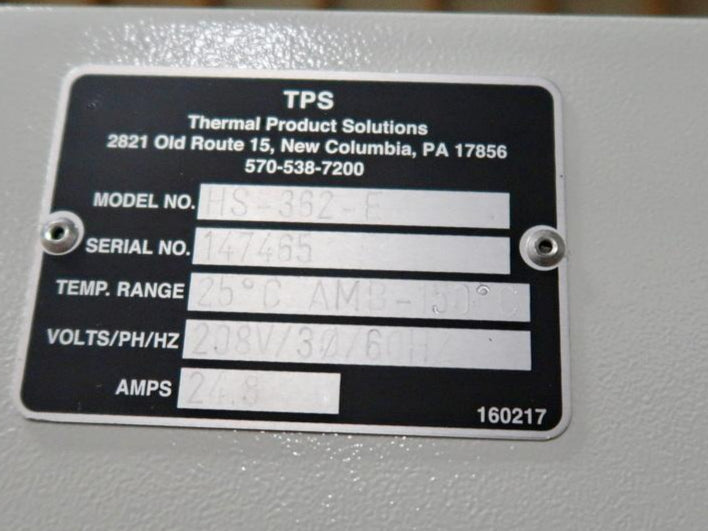 TPS
Thermal Product Solutions
2821 Old Route 15, New Columbia, PA 17856
570-538-7200
MODEL NO. HS-362-E
SERIAL NO. 147465
TEMP. RANGE 25°C AMB-150°C
VOLTS/PH/HZ 208V/3Ø/60HZ
AMPS 24.8
160217